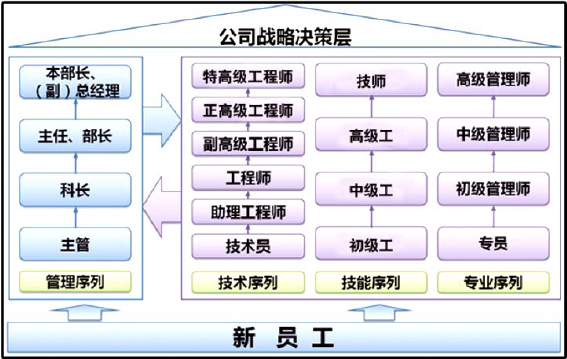 公司战略决策层
本部长、
（副）总经理
主任、部长
科长
主管
管理序列
特高级工程师
正高级工程师
副高级工程师
工程师
助理工程师
技术员
技术序列
技师
高级工
中级工
初级工
技能序列
高级管理师
中级管理师
初级管理师
专员
专业序列
新 员 工